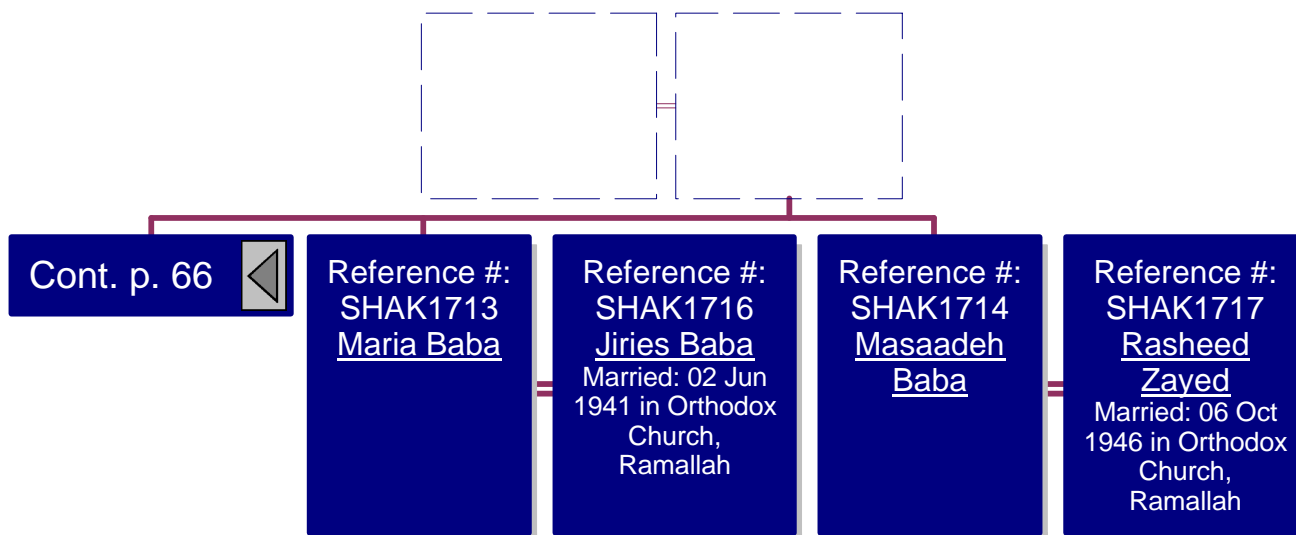 Cont. p. 66
Reference #:
SHAK1713
Maria Baba
Reference #:
SHAK1716
Jiries Baba
Married: 02 Jun
1941 in Orthodox
Church,
Ramallah
Reference #:
SHAK1714
Masaadeh
Baba
Reference #:
SHAK1717
Rasheed
Zayed
Married: 06 Oct
1946 in Orthodox
Church,
Ramallah